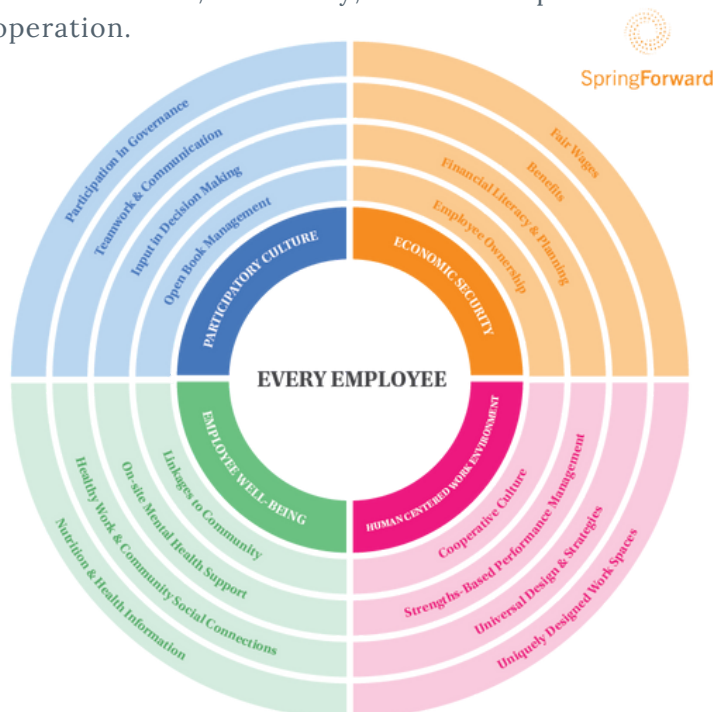 operation.
SpringForward
Participation in Governance
Teamwork & Communication
Input in Decision Making
Open Book Management
PARTICIPATORY CULTURE
Fair Wages
Benefits
Financial Literacy & Planning
Employee Ownership
ECONOMIC SECURITY
EVERY EMPLOYEE
EMPLOYEE WELL-BEING
Linkages to Community
On-site Mental Health Support
Healthy Work & Community Social Connections
Nutrition & Health Information
HUMAN CENTERED WORK ENVIRONMENT
Cooperative Culture
Strengths-Based Performance Management
Universal Design & Strategies
Uniquely Designed Work Spaces